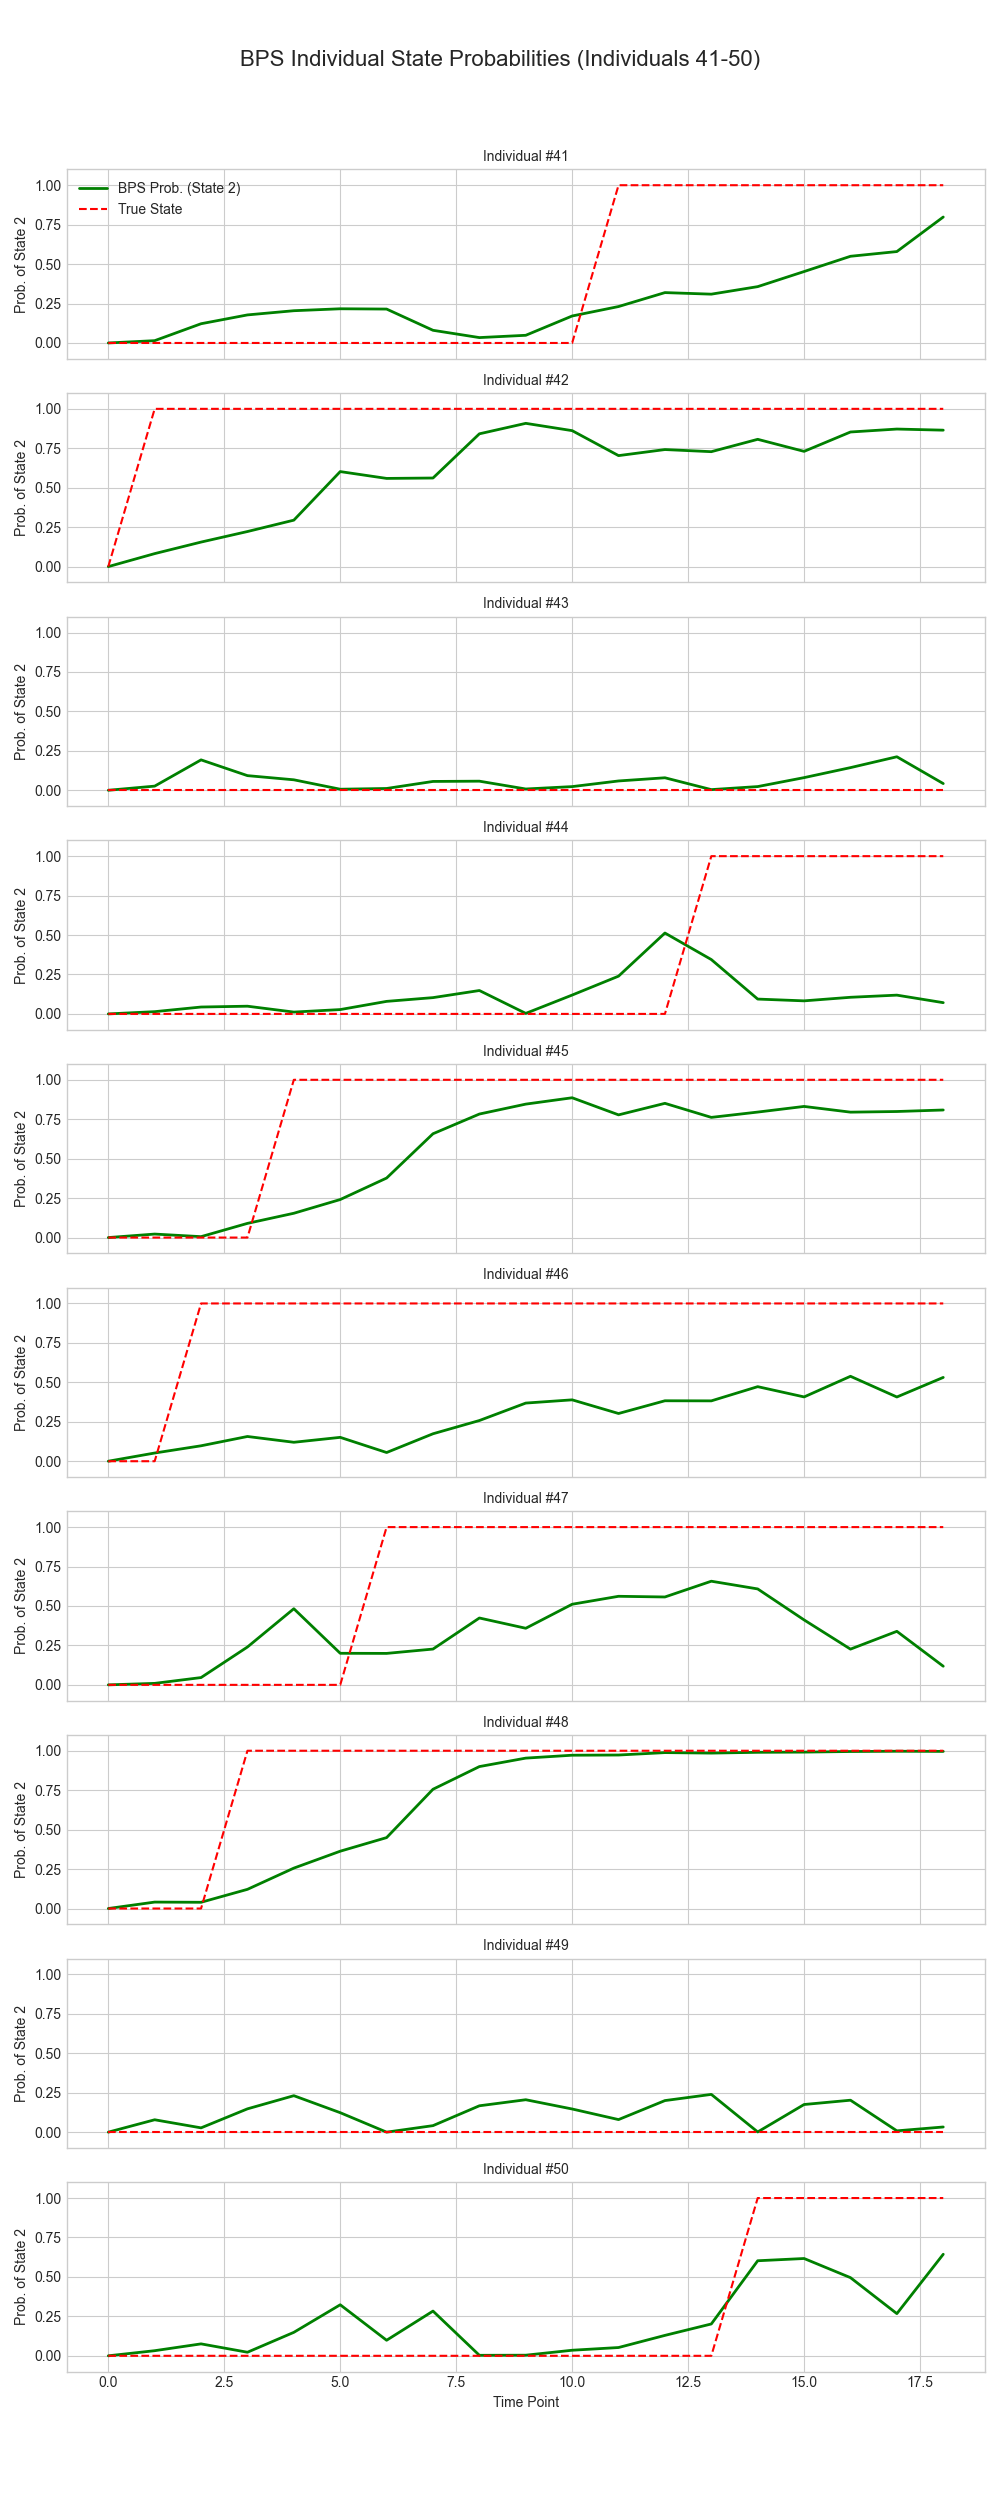 BPS Individual State Probabilities (Individuals 41-50)
Individual #41
Prob. of State 2
1.00
0.75
0.50
0.25
0.00
BPS Prob. (State 2)
True State
Individual #42
Prob. of State 2
1.00
0.75
0.50
0.25
0.00
Individual #43
Prob. of State 2
1.00
0.75
0.50
0.25
0.00
Individual #44
Prob. of State 2
1.00
0.75
0.50
0.25
0.00
Individual #45
Prob. of State 2
1.00
0.75
0.50
0.25
0.00
Individual #46
Prob. of State 2
1.00
0.75
0.50
0.25
0.00
Individual #47
Prob. of State 2
1.00
0.75
0.50
0.25
0.00
Individual #48
Prob. of State 2
1.00
0.75
0.50
0.25
0.00
Individual #49
Prob. of State 2
1.00
0.75
0.50
0.25
0.00
Individual #50
Prob. of State 2
1.00
0.75
0.50
0.25
0.00
0.0 2.5 5.0 7.5 10.0 12.5 15.0 17.5
Time Point